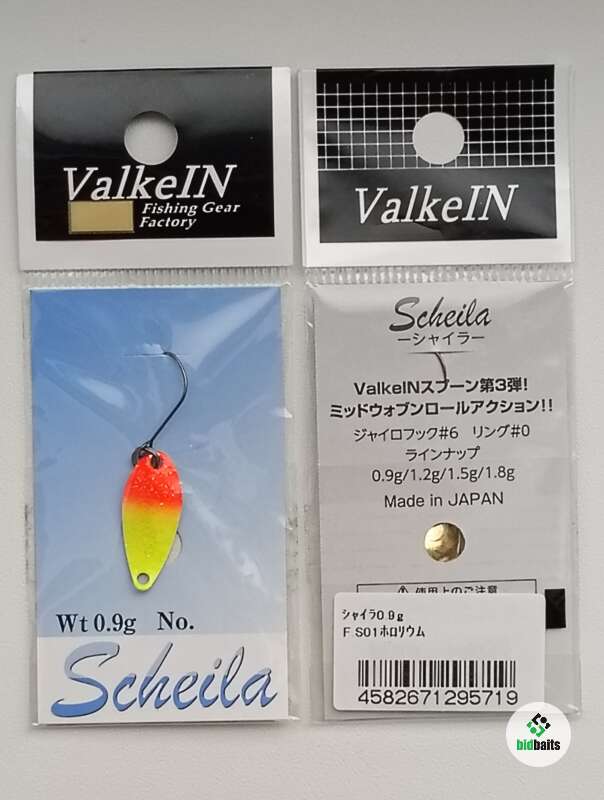 ValkeIN
Fishing Gear
Factory
Wt 0.9g No.
Scheila
ValkeIN
Scheila
ーシャイラー
ValkeINスプーン第3弾!
ミッドウォブンロールアクション!!
ジャイロフック#6 リング#0
ラインナップ
0.9g/1.2g/1.5g/1.8g
Made in JAPAN
使用上のご注意
シャイラ0.9g
F S01ホロリウム
4582671295719
bidbaits